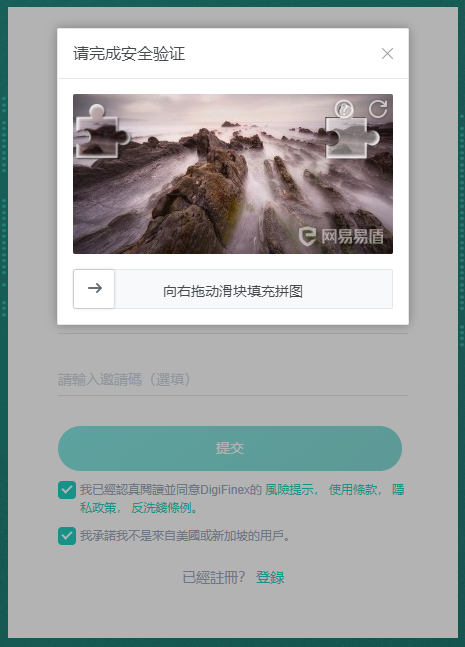 请完成安全验证
网易易盾
向右拖动滑块填充拼图
請輸入邀請碼（選填）
提交
我已經認真閱讀並同意DigiFinex的 風險提示， 使用條款， 隱
私政策， 反洗錢條例。
我承諾我不是來自美國或新加坡的用戶。
已經註冊？ 登錄